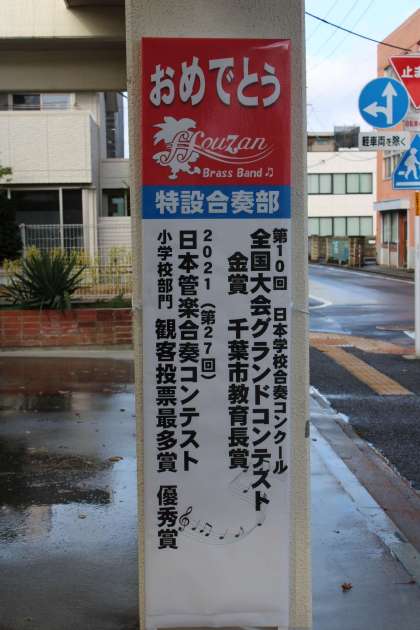 おめでとう
Houzan
Brass Band♫
特設合奏部
第10回 日本学校合奏コンクール
全国大会グランドコンテスト
金賞 千葉市教育長賞
2021(第27回)
日本管楽合奏コンテスト
小学校部門 観客投票最多賞 優秀賞
軽車両を除く